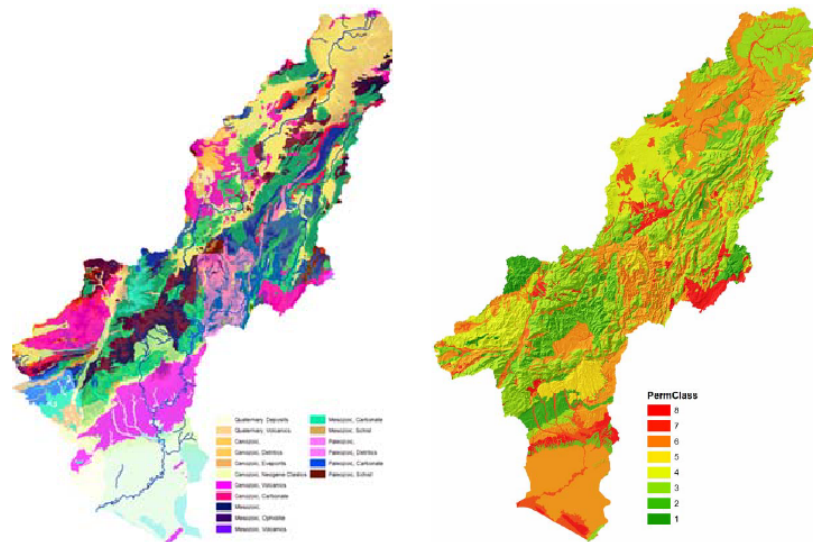 Quaternary, Deposits
Quaternary, Volcanics
Cenozoic,
Cenozoic, Detritics
Cenozoic, Evaporits
Cenozoic, Neogene Clastics
Cenozoic, Volcanics
Cenozoic, Carbonate
Mesozoic,
Mesozoic, Ophiolite
Mesozoic, Volcanics
Mesozoic, Carbonate
Mesozoic, Schist
Paleozoic,
Paleozoic, Detritics
Paleozoic, Carbonate
Paleozoic, Schist
PermClass
8
7
6
5
4
3
2
1